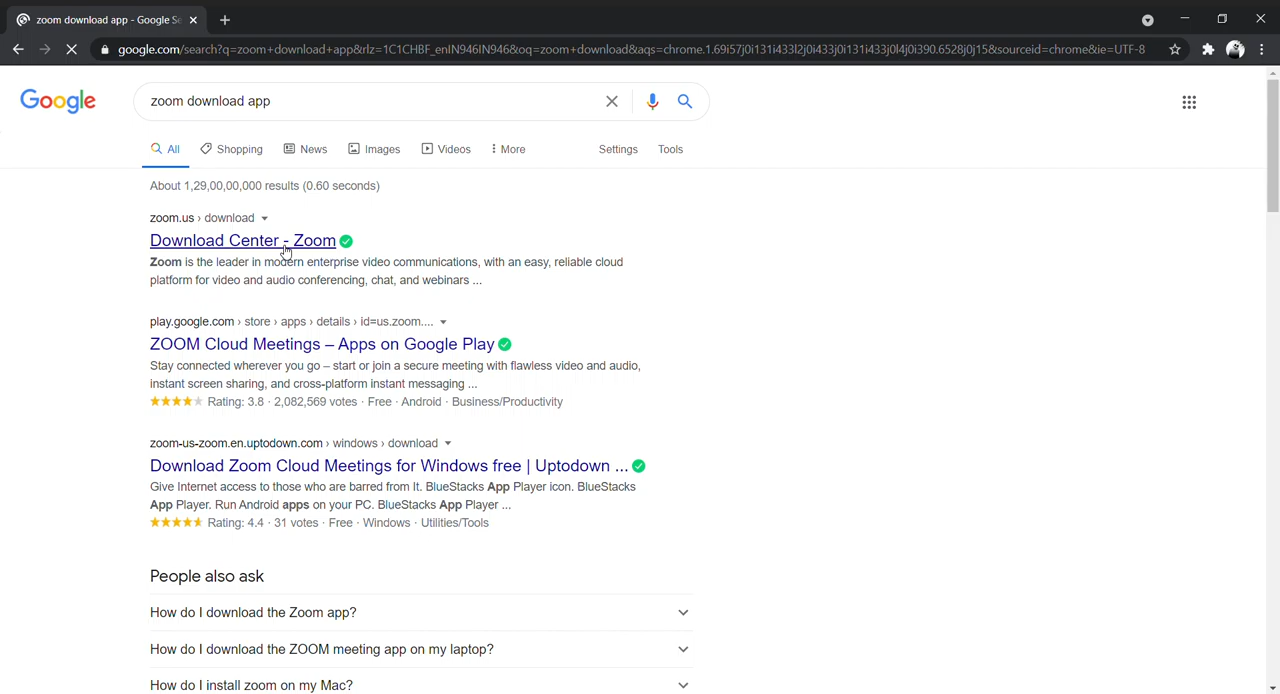 zoom download app - Google Se
google.com/search?q=zoom+download+app&rlz=1C1CHBF_enIN946IN946&oq=zoom+download&aqs=chrome.1.69i57j0i131i433l2j0i433j0i131i433j0l4j0i390.6528j0j15&sourceid=chrome&ie=UTF-8
Google
zoom download app
All Shopping News Images Videos More Settings Tools
About 1,29,00,00,000 results (0.60 seconds)
zoom.us › download
Download Center - Zoom
Zoom is the leader in modern enterprise video communications, with an easy, reliable cloud
platform for video and audio conferencing, chat, and webinars ...
play.google.com › store › apps › details › id=us.zoom....
ZOOM Cloud Meetings – Apps on Google Play
Stay connected wherever you go – start or join a secure meeting with flawless video and audio,
instant screen sharing, and cross-platform instant messaging ...
Rating: 3.8 · 2,082,569 votes · Free · Android · Business/Productivity
zoom-us-zoom.en.uptodown.com › windows › download
Download Zoom Cloud Meetings for Windows free | Uptodown ...
Give Internet access to those who are barred from It. BlueStacks App Player icon. BlueStacks
App Player. Run Android apps on your PC. BlueStacks App Player ...
Rating: 4.4 · 31 votes · Free · Windows · Utilities/Tools
People also ask
How do I download the Zoom app?
How do I download the ZOOM meeting app on my laptop?
How do I install zoom on my Mac?